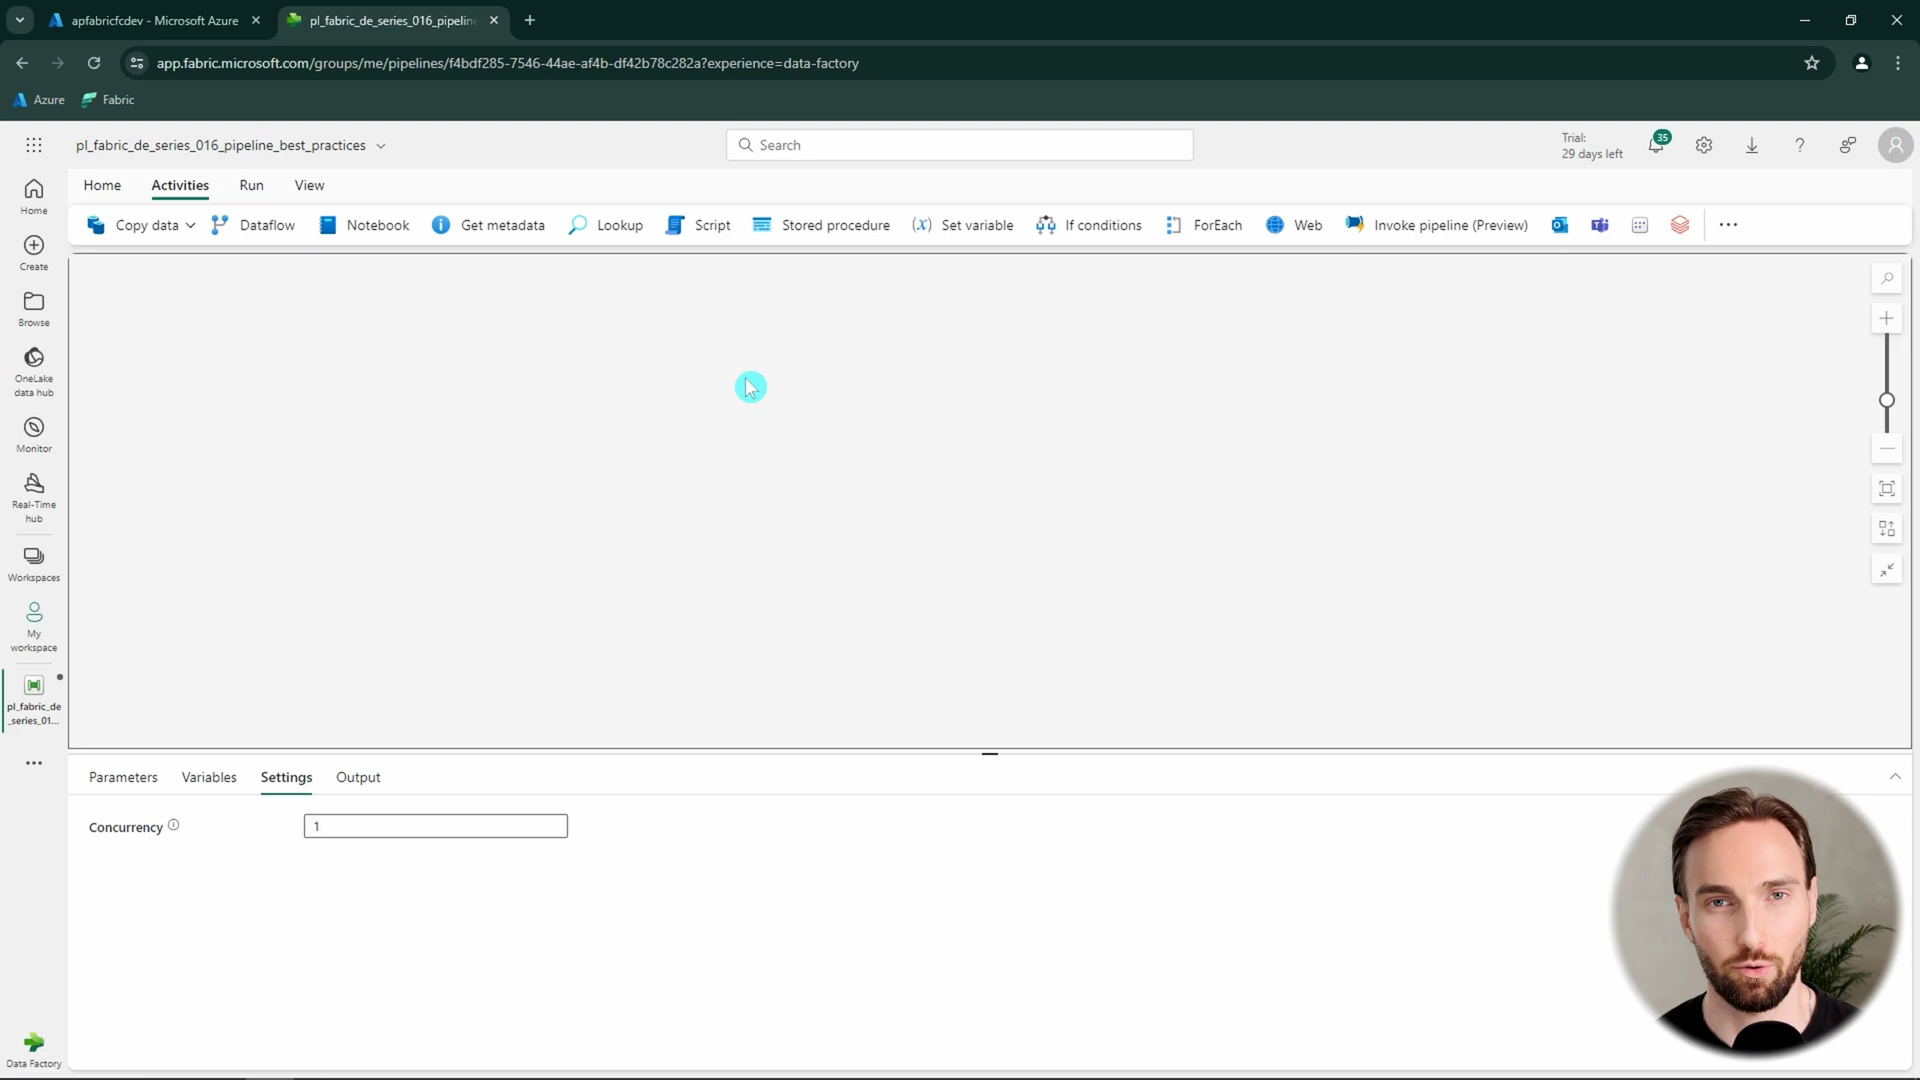 apfabricfcdev - Microsoft Azure
pl_fabric_de_series_016_pipelin
app.fabric.microsoft.com/groups/me/pipelines/f4bdf285-7546-44ae-af4b-df42b78c282a?experience=data-factory
Azure
Fabric
pl_fabric_de_series_016_pipeline_best_practices
Search
Trial:
29 days left
35
Home
Activities
Run
View
Copy data
Dataflow
Notebook
Get metadata
Lookup
Script
Stored procedure
Set variable
If conditions
ForEach
Web
Invoke pipeline (Preview)
Home
Create
Browse
OneLake
data hub
Monitor
Real-Time
hub
Workspaces
My
workspace
pl_fabric_de
_series_01...
Data Factory
Parameters
Variables
Settings
Output
Concurrency
1